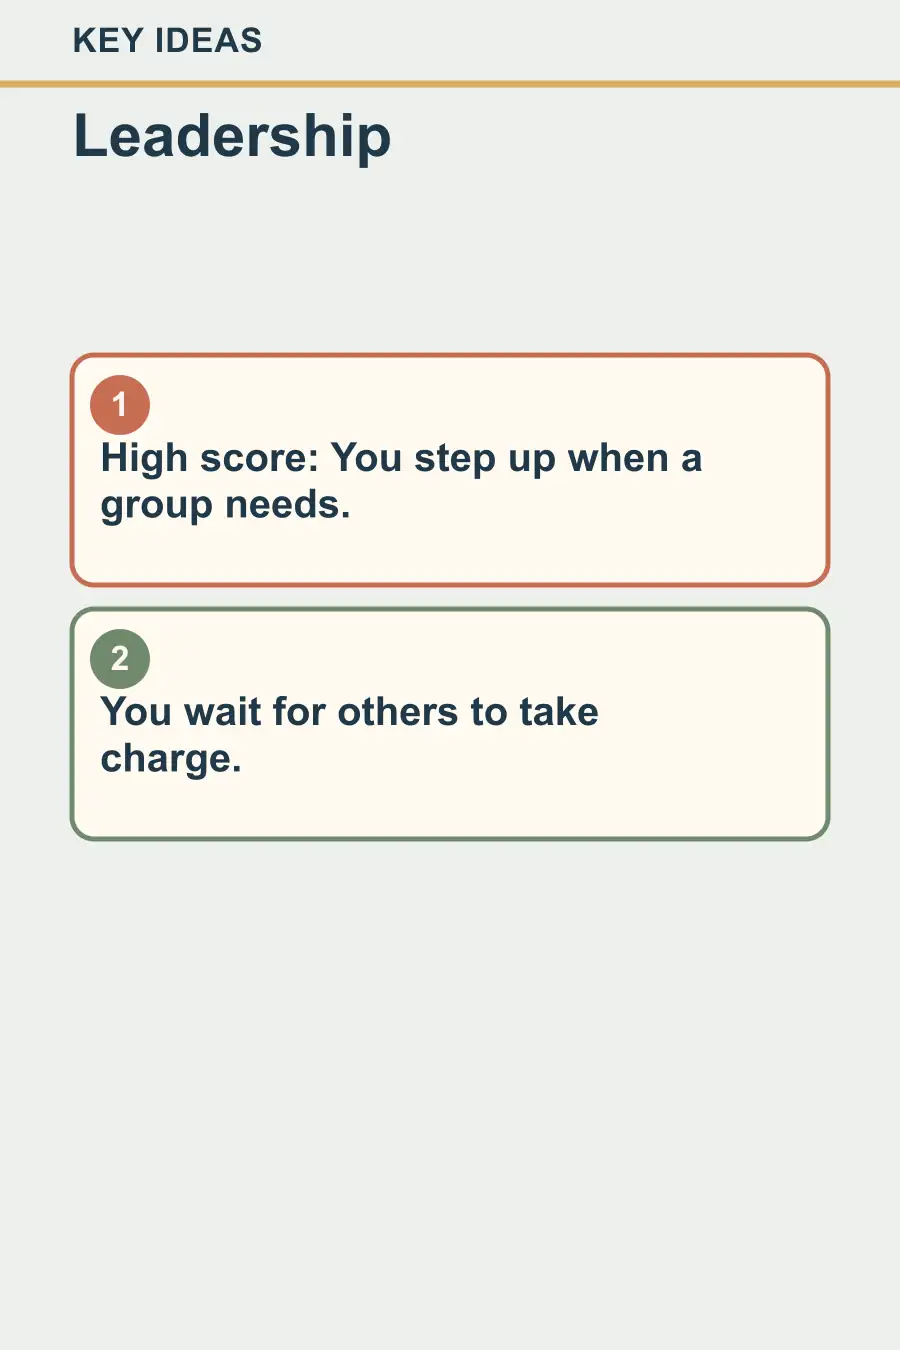 KEY IDEAS
Leadership
1
High score: You step up when a
group needs.
2
You wait for others to take
charge.